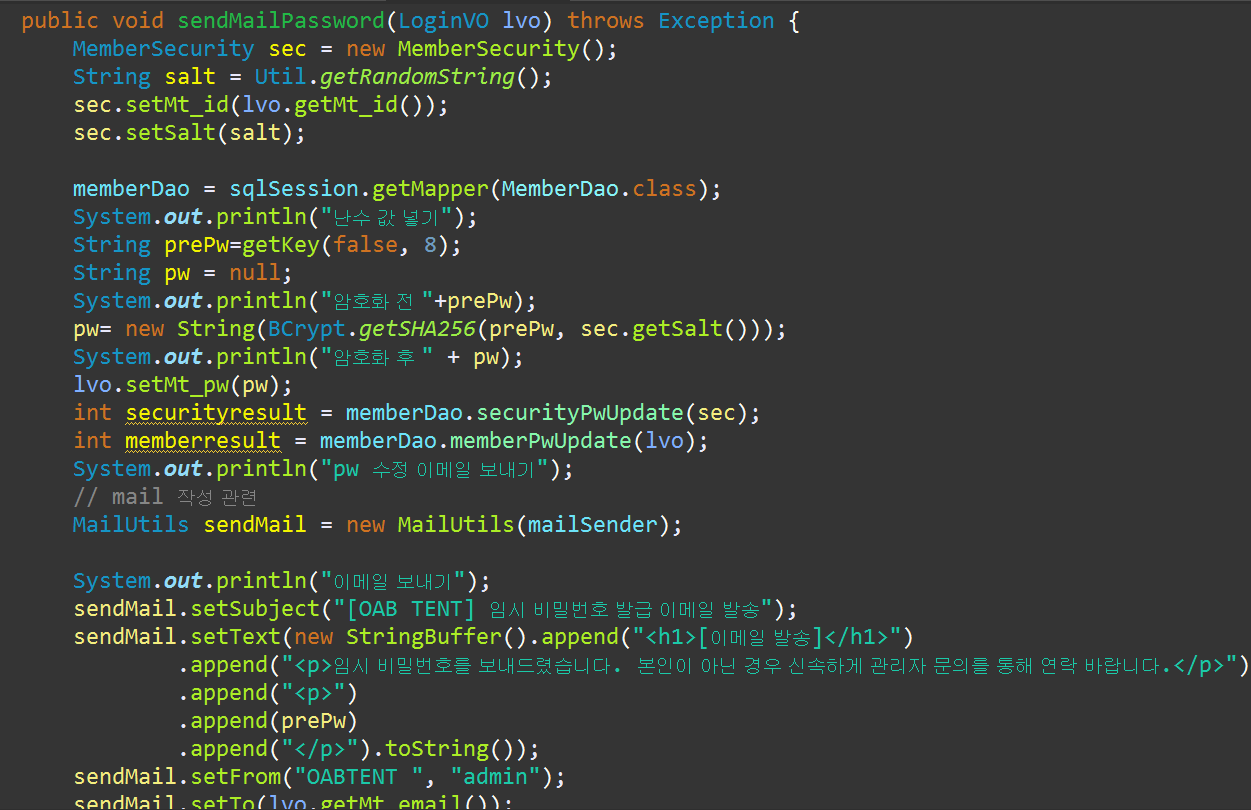 public void sendMailPassword(LoginVO lvo) throws Exception {
MemberSecurity sec = new MemberSecurity();
String salt = Util.getRandomString();
sec.setMt_id(lvo.getMt_id());
sec.setSalt(salt);
memberDao = sqlSession.getMapper(MemberDao.class);
System.out.println("난수 값 넣기");
String prePw=getKey(false, 8);
String pw = null;
System.out.println("암호화 전 "+prePw);
pw= new String(BCrypt.getSHA256(prePw, sec.getSalt()));
System.out.println("암호화 후 " + pw);
lvo.setMt_pw(pw);
int securityresult = memberDao.securityPwUpdate(sec);
int memberresult = memberDao.memberPwUpdate(lvo);
System.out.println("pw 수정 이메일 보내기");
// mail 작성 관련
MailUtils sendMail = new MailUtils(mailSender);
System.out.println("이메일 보내기");
sendMail.setSubject("[OAB TENT] 임시 비밀번호 발급 이메일 발송");
sendMail.setText(new StringBuffer().append("<h1>[이메일 발송]</h1>")
.append("<p>임시 비밀번호를 보내드렸습니다. 본인이 아닌 경우 신속하게 관리자 문의를 통해 연락 바랍니다.</p>")
.append("<p>")
.append(prePw)
.append("</p>").toString());
sendMail.setFrom("OABTENT ", "admin");
sendMail.setTo(lvo.getMt_email());